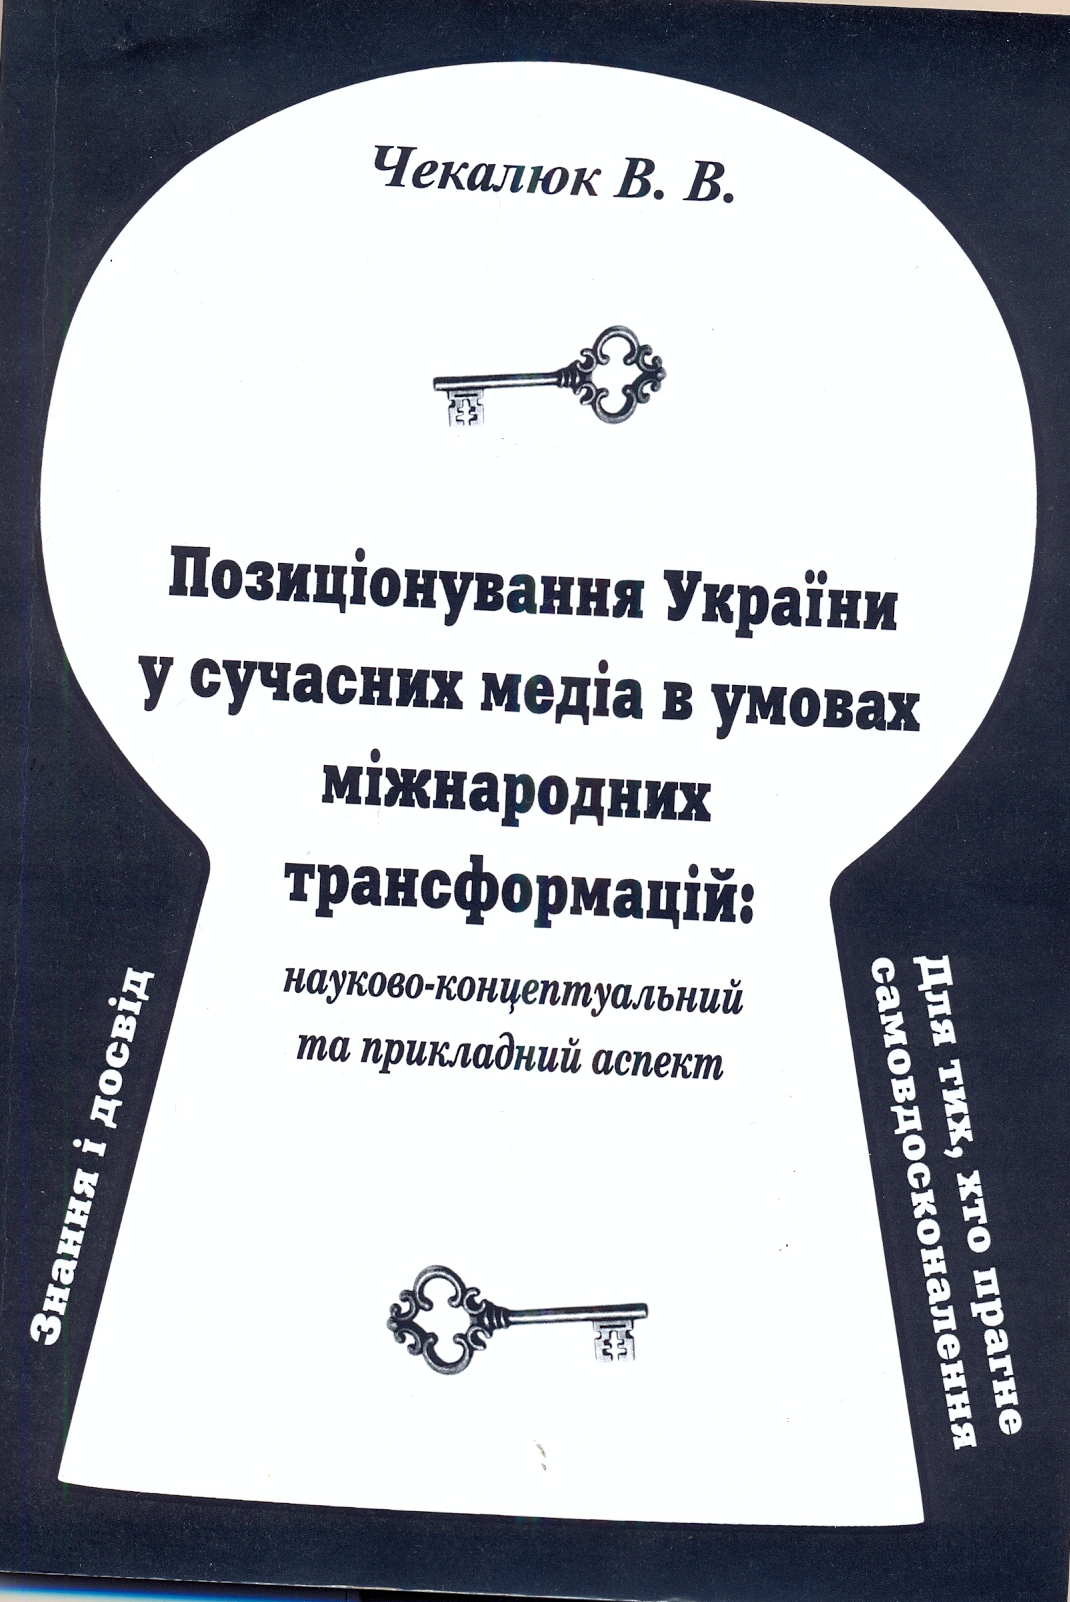 Чекалюк В. В.
Позиціонування України
у сучасних медіа в умовах
міжнародних
трансформацій:
науково-концептуальний
та прикладний аспект
Знання і досвід
Для тих, хто прагне
самовдосконалення